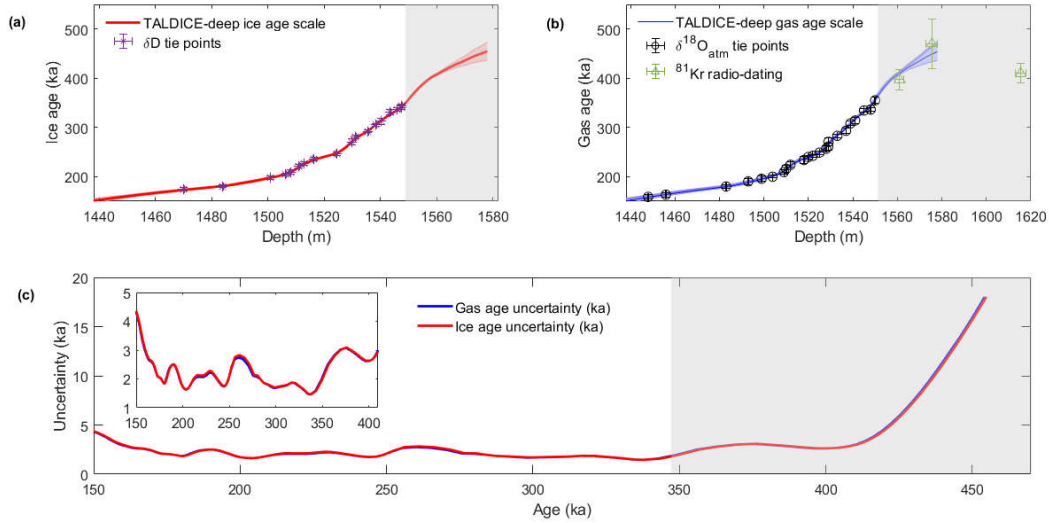 (a)
TALDICE-deep ice age scale
δD tie points
Ice age (ka)
500
400
300
200
1440 1460 1480 1500 1520 1540 1560 1580
Depth (m)
(b)
TALDICE-deep gas age scale
δ18Oatm tie points
81Kr radio-dating
Gas age (ka)
500
400
300
200
1440 1460 1480 1500 1520 1540 1560 1580 1600 1620
Depth (m)
(c)
Gas age uncertainty (ka)
Ice age uncertainty (ka)
Uncertainty (ka)
20
15
10
5
0
150 200 250 300 350 400 450
Age (ka)
5
4
3
2
1
150 200 250 300 350 400